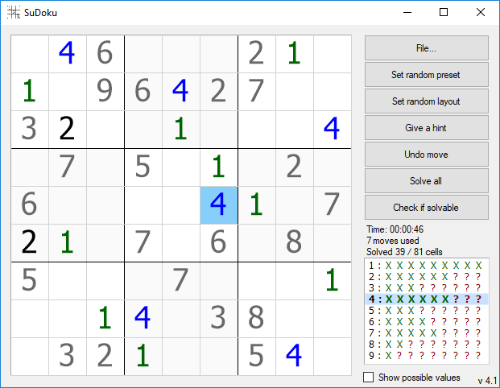 SuDoku
4 6 2 1
1 9 6 4 2 7
3 2 1 4
7 5 1 2
6 4 1 7
2 1 7 6 8
5 7 1
1 4 3 8
3 2 1 5 4
File...
Set random preset
Set random layout
Give a hint
Undo move
Solve all
Check if solvable
Time: 00:00:46
7 moves used
Solved 39 / 81 cells
1 : X X X X X X X X X
2 : X X X X X X ? ? ?
3 : X X X ? ? ? ? ? ?
4 : X X X X X X ? ? ?
5 : X X X ? ? ? ? ? ?
6 : X X X X ? ? ? ? ?
7 : X X X X X ? ? ? ?
8 : X X ? ? ? ? ? ? ?
9 : X ? ? ? ? ? ? ? ?
Show possible values
v 4.1